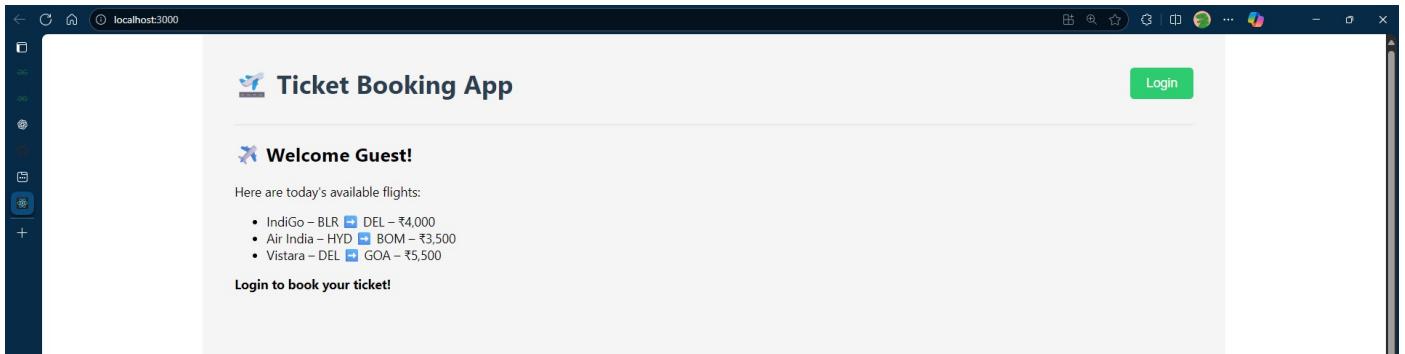 localhost:3000
🛫 Ticket Booking App
Login
✈️ Welcome Guest!
Here are today's available flights:
• IndiGo – BLR ➡️ DEL – ₹4,000
• Air India – HYD ➡️ BOM – ₹3,500
• Vistara – DEL ➡️ GOA – ₹5,500
Login to book your ticket!